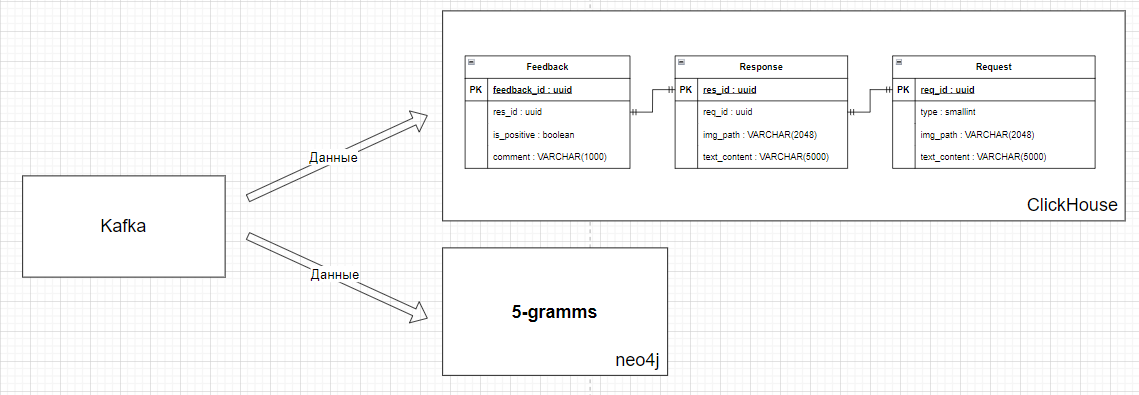 Kafka
Данные
Данные
Feedback
PK
feedback_id : uuid
res_id : uuid
is_positive : boolean
comment : VARCHAR(1000)
Response
PK
res_id : uuid
req_id : uuid
img_path : VARCHAR(2048)
text_content : VARCHAR(5000)
Request
PK
req_id : uuid
type : smallint
img_path : VARCHAR(2048)
text_content : VARCHAR(5000)
ClickHouse
5-gramms
neo4j